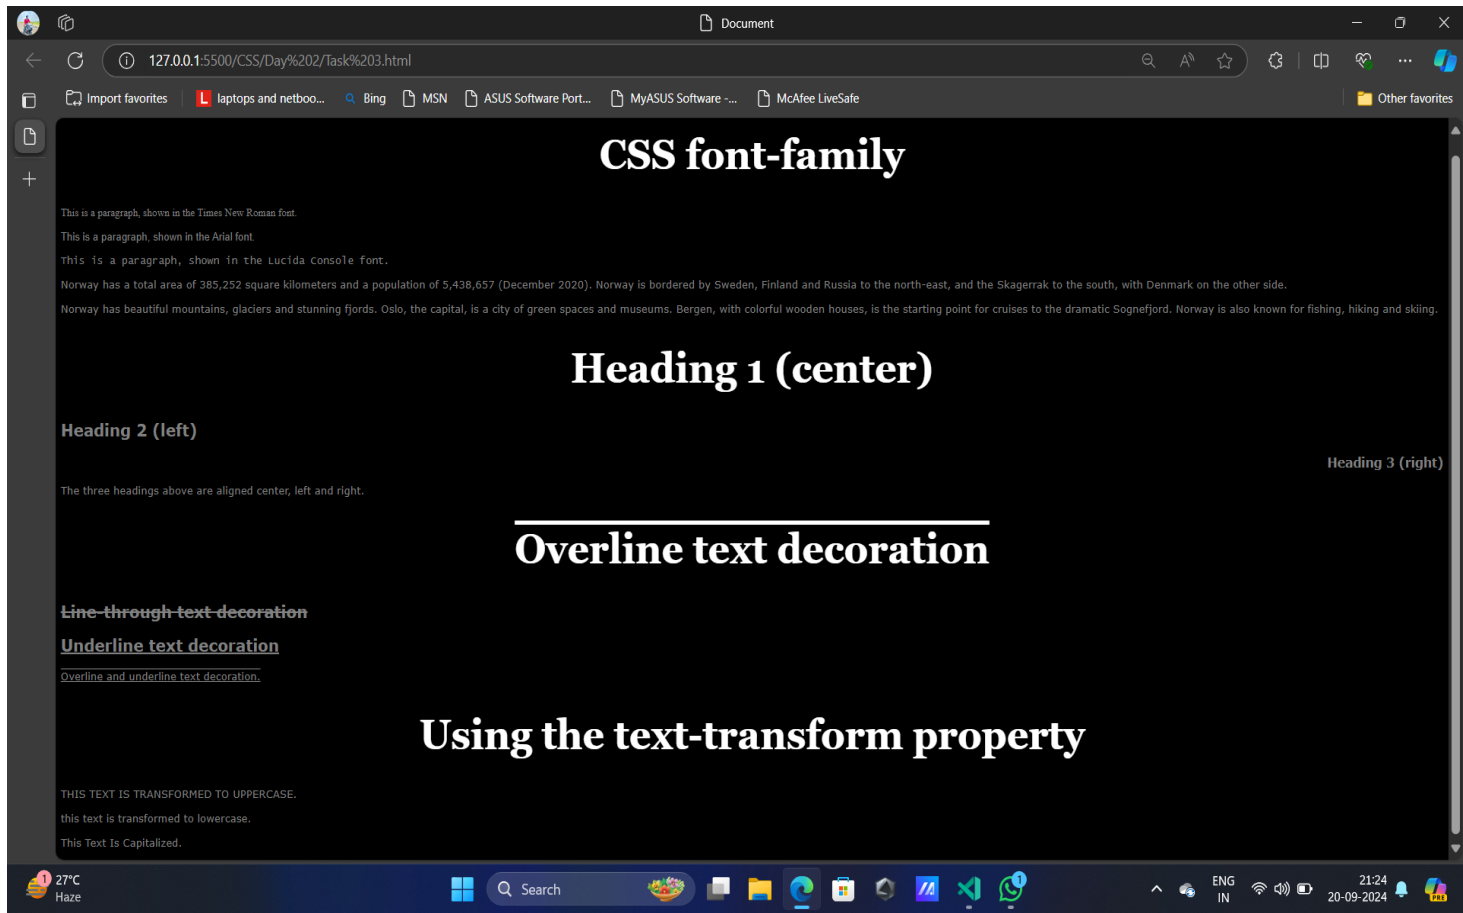 Document
127.0.0.1:5500/CSS/Day%202/Task%203.html
Import favorites
L laptops and netboo...
Bing
MSN
ASUS Software Port...
MyASUS Software -...
McAfee LiveSafe
Other favorites
CSS font-family
This is a paragraph, shown in the Times New Roman font.
This is a paragraph, shown in the Arial font.
This is a paragraph, shown in the Lucida Console font.
Norway has a total area of 385,252 square kilometers and a population of 5,438,657 (December 2020). Norway is bordered by Sweden, Finland and Russia to the north-east, and the Skagerrak to the south, with Denmark on the other side.
Norway has beautiful mountains, glaciers and stunning fjords. Oslo, the capital, is a city of green spaces and museums. Bergen, with colorful wooden houses, is the starting point for cruises to the dramatic Sognefjord. Norway is also known for fishing, hiking and skiing.
Heading 1 (center)
Heading 2 (left)
Heading 3 (right)
The three headings above are aligned center, left and right.
Overline text decoration
Line-through text decoration
Underline text decoration
Overline and underline text decoration.
Using the text-transform property
THIS TEXT IS TRANSFORMED TO UPPERCASE.
this text is transformed to lowercase.
This Text Is Capitalized.
1
27°C
Haze
Search
1
ENG
IN
21:24
20-09-2024
PRE